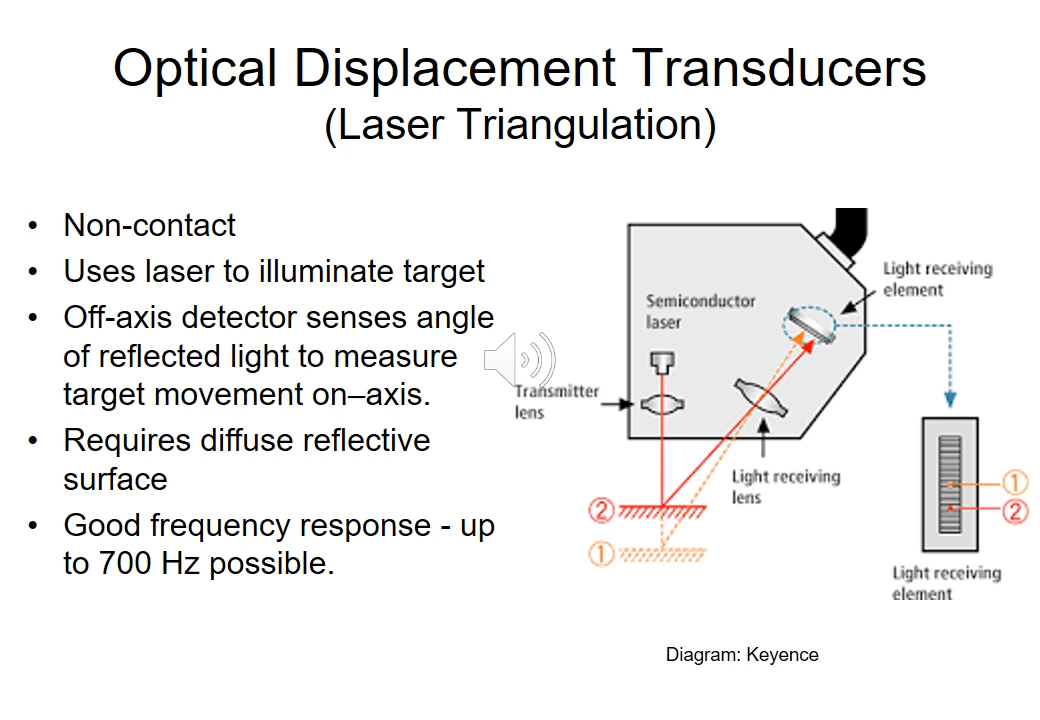 Optical Displacement Transducers
(Laser Triangulation)
• Non-contact
• Uses laser to illuminate target
• Off-axis detector senses angle
of reflected light to measure
target movement on–axis.
• Requires diffuse reflective
surface
• Good frequency response - up
to 700 Hz possible.
Light receiving
element
Semiconductor
laser
Transmitter
lens
Light receiving
lens
②
①
①
②
Light receiving
element
Diagram: Keyence